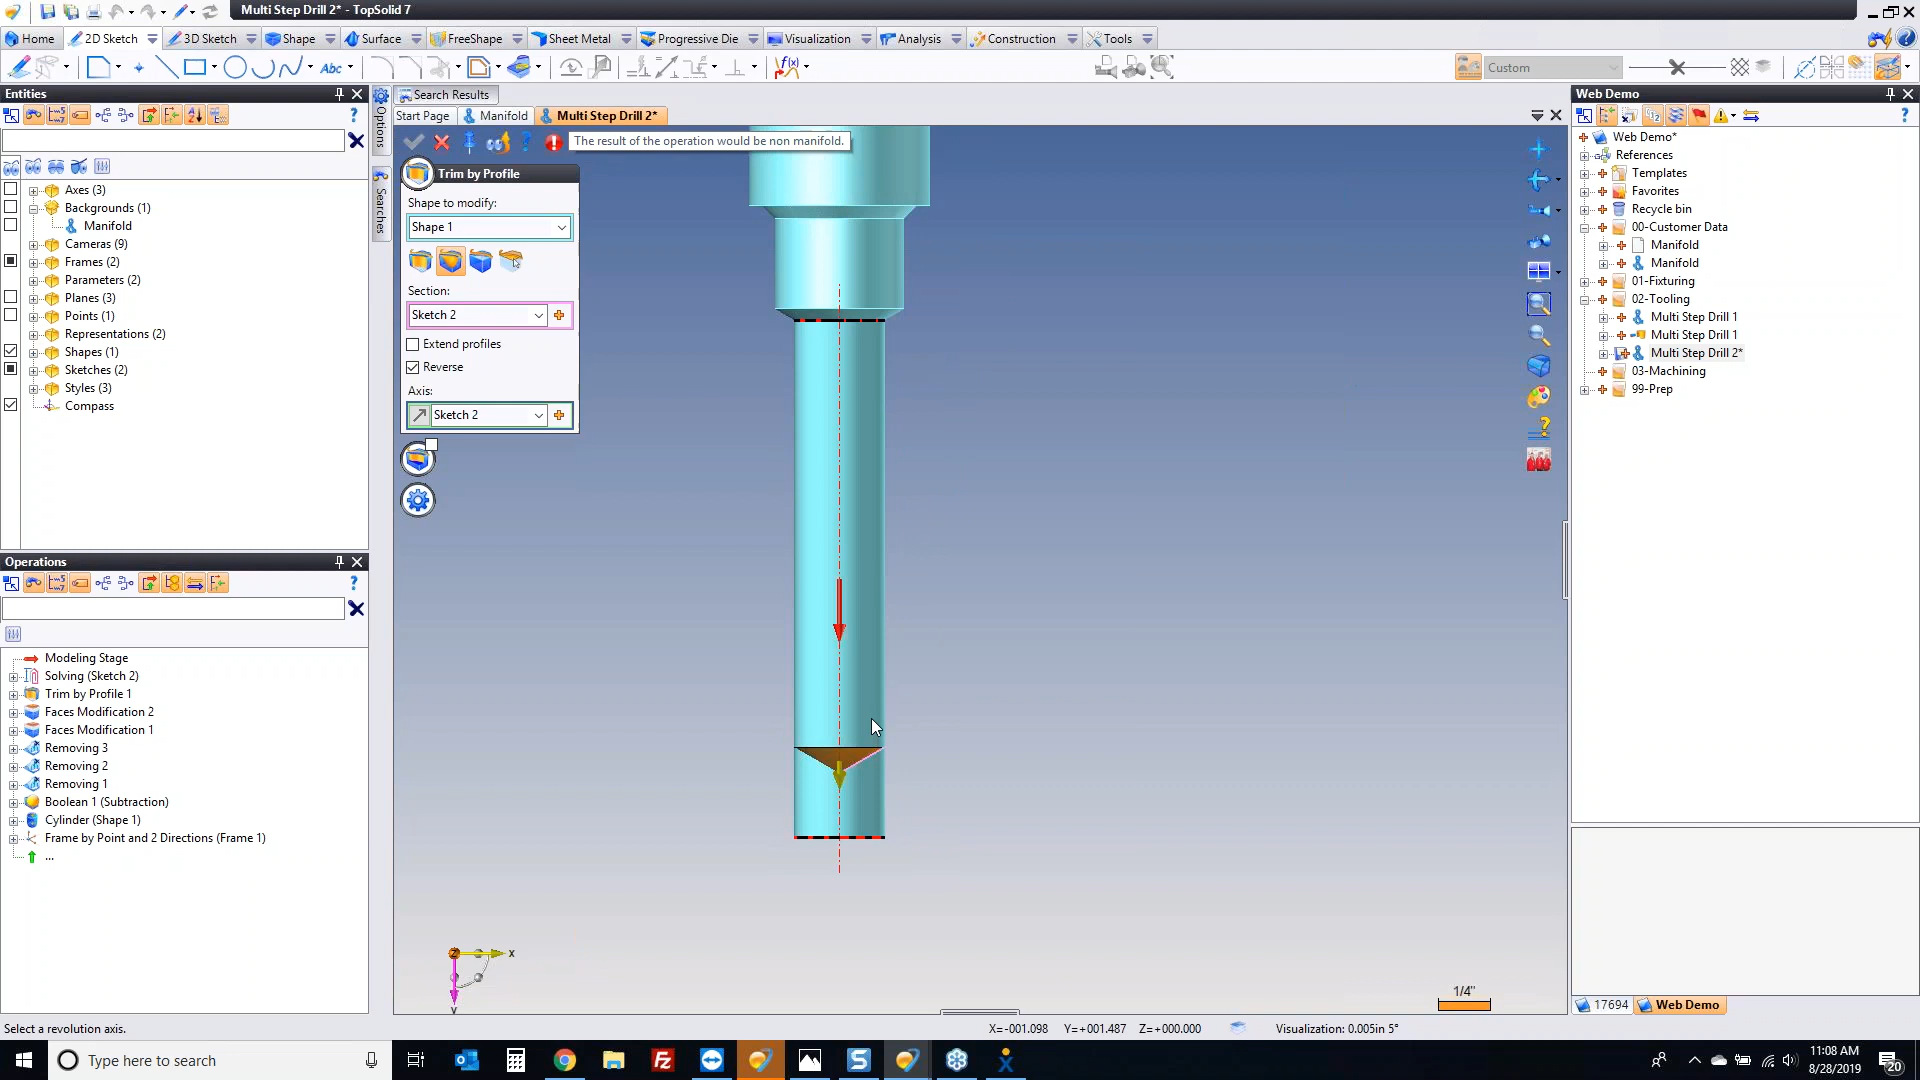 Multi Step Drill 2* - TopSolid 7
Home
2D Sketch
3D Sketch
Shape
Surface
FreeShape
Sheet Metal
Progressive Die
Visualization
Analysis
Construction
Tools
Abc
Custom
Entities
Options
Search Results
Web Demo
Start Page
Manifold
Multi Step Drill 2*
The result of the operation would be non manifold.
Searches
Trim by Profile
Shape to modify:
Shape 1
Section:
Sketch 2
Extend profiles
Reverse
Axis:
Sketch 2
Axes (3)
Backgrounds (1)
Manifold
Cameras (9)
Frames (2)
Parameters (2)
Planes (3)
Points (1)
Representations (2)
Shapes (1)
Sketches (2)
Styles (3)
Compass
Web Demo*
References
Templates
Favorites
Recycle bin
00-Customer Data
Manifold
Manifold
01-Fixturing
02-Tooling
Multi Step Drill 1
Multi Step Drill 1
Multi Step Drill 2*
03-Machining
99-Prep
Operations
Modeling Stage
Solving (Sketch 2)
Trim by Profile 1
Faces Modification 2
Faces Modification 1
Removing 3
Removing 2
Removing 1
Boolean 1 (Subtraction)
Cylinder (Shape 1)
Frame by Point and 2 Directions (Frame 1)
...
Z
x
y
1/4"
17694
Web Demo
Select a revolution axis.
X=-001.098
Y=+001.487
Z=+000.000
Visualization: 0.005in 5°
Type here to search
11:08 AM
8/28/2019
20